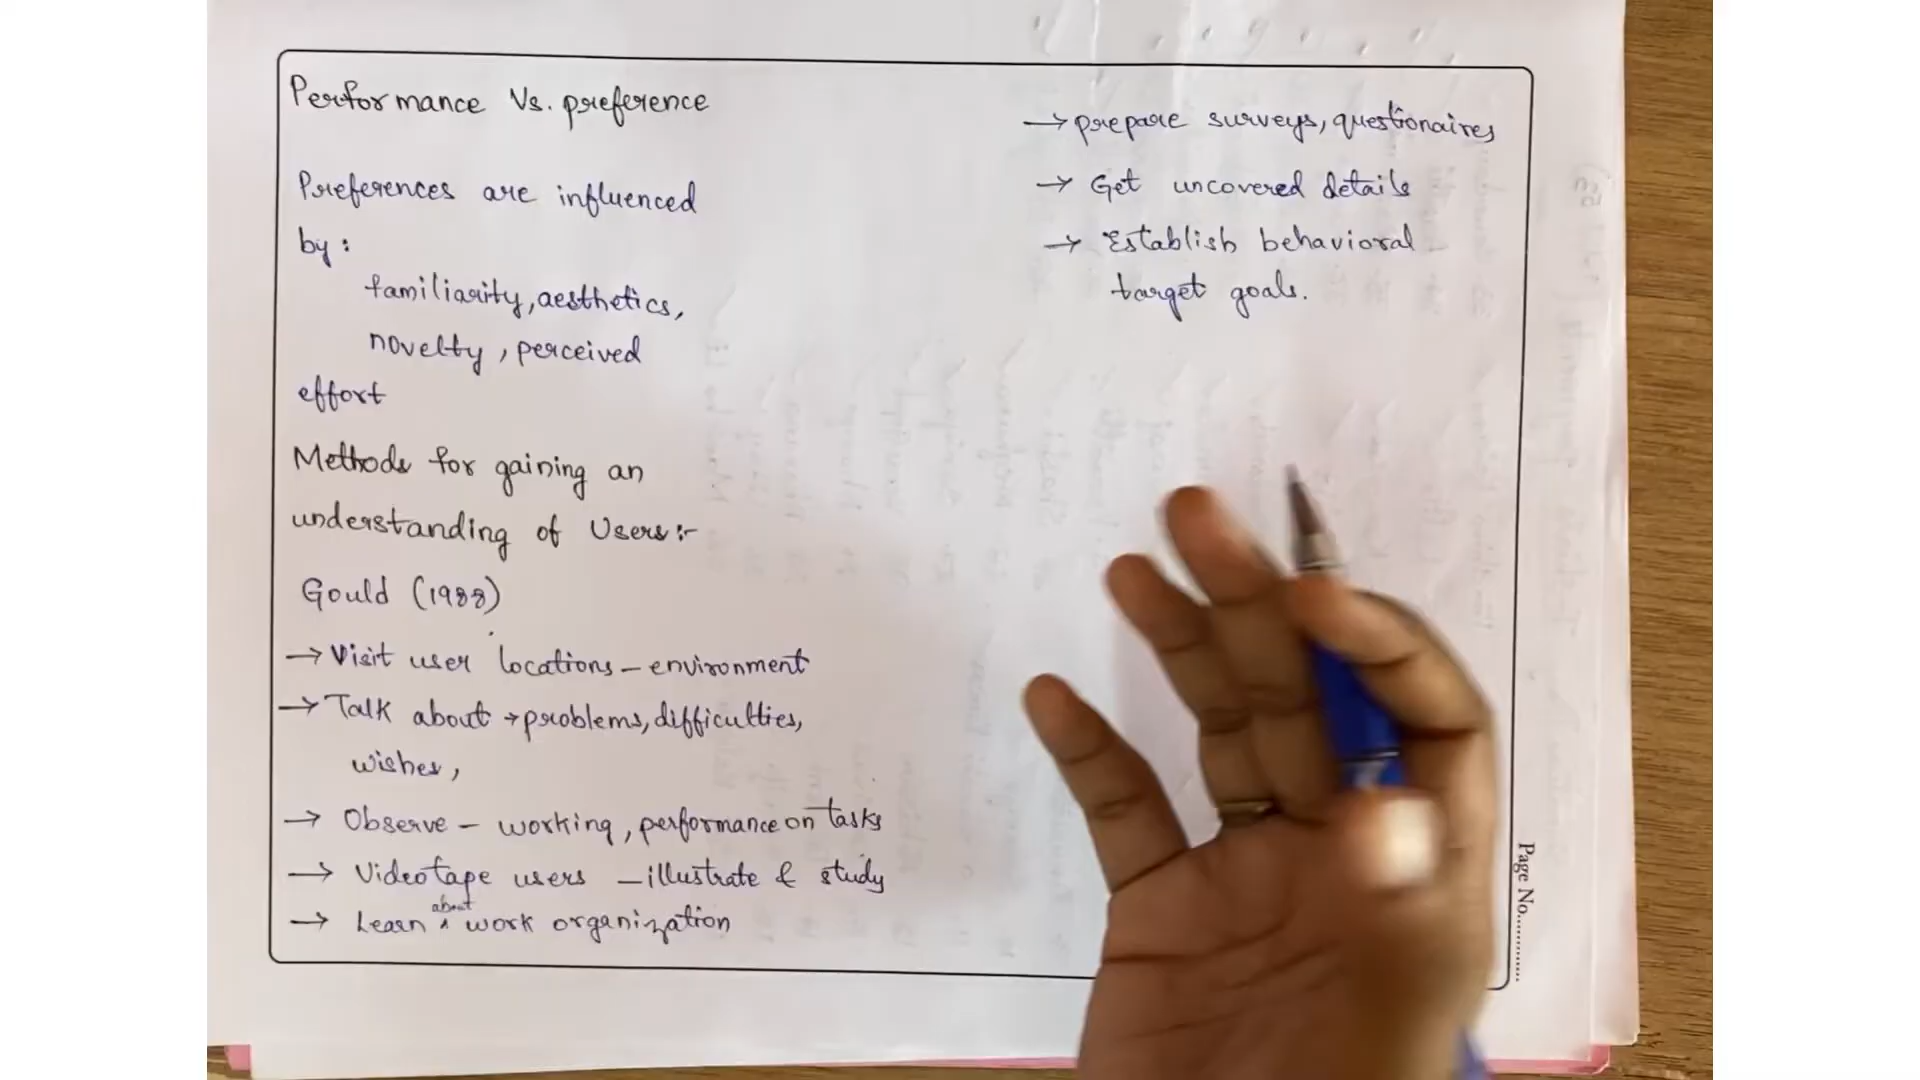 Performance Vs. preference
Preferences are influenced
by:
familiarity, aesthetics,
novelty, perceived
effort
Methods for gaining an
understanding of Users:-
Gould (1988)
→ Visit user locations – environment
→ Talk about → problems, difficulties,
wishes,
→ Observe – working, performance on tasks
→ Videotape users – illustrate & study
→ Learn about work organization
→ prepare surveys, questionaires
→ Get uncovered details
→ Establish behavioral
target goals.
Page No............